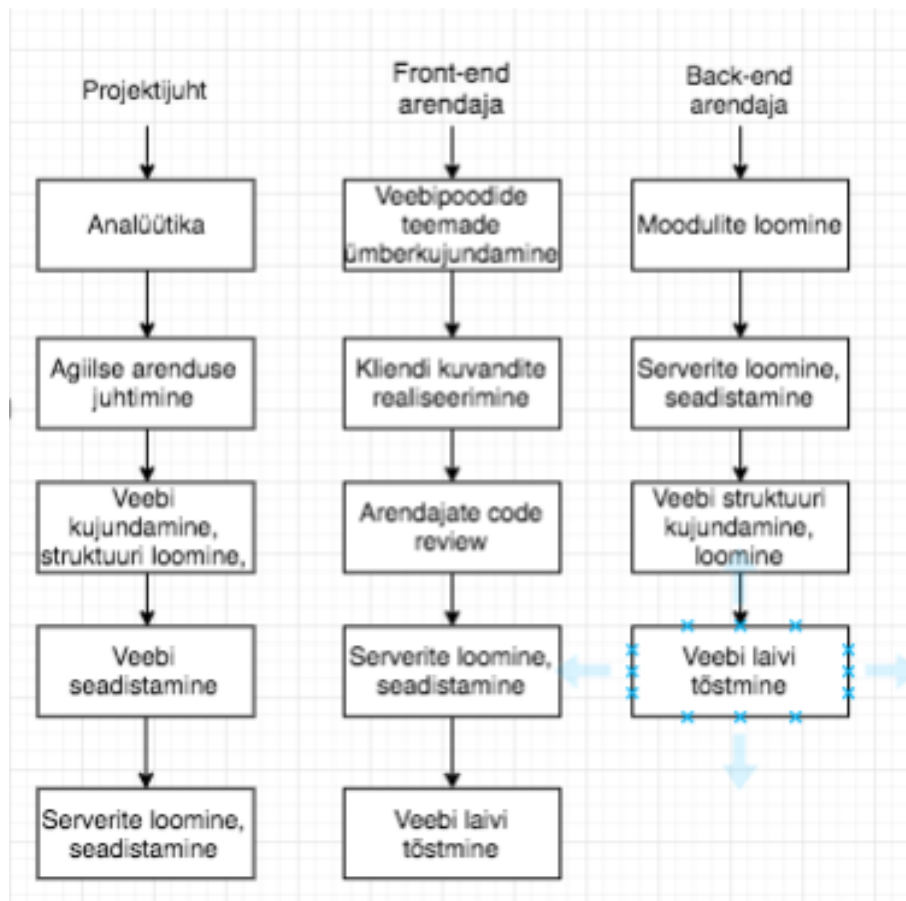 Projektijuht
Analüütika
Agiilse arenduse
juhtimine
Veebi
kujundamine,
struktuuri loomine,
Veebi
seadistamine
Serverite loomine,
seadistamine
Front-end
arendaja
Veebipoodide
teemade
ümberkujundamine
Kliendi kuvandite
realiseerimine
Arendajate code
review
Serverite loomine,
seadistamine
Veebi laivi
tõstmine
Back-end
arendaja
Moodulite loomine
Serverite loomine,
seadistamine
Veebi struktuuri
kujundamine,
loomine
Veebi laivi
tõstmine